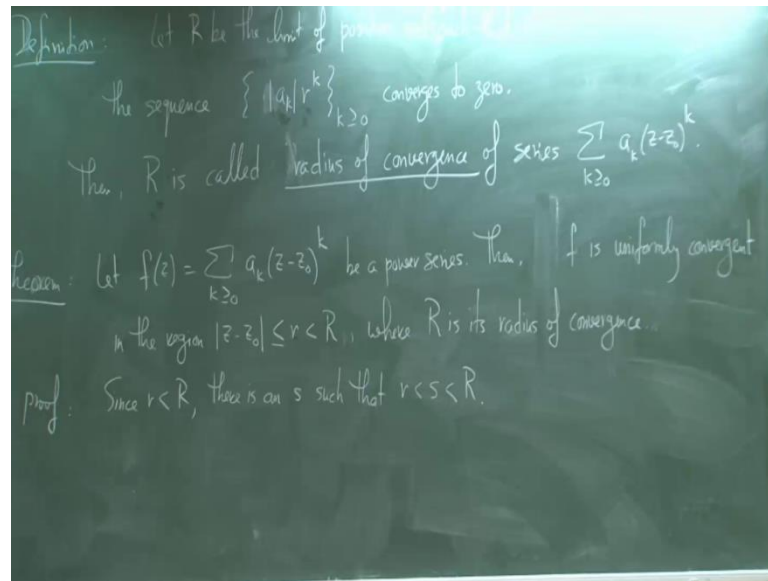 Definition: Let R be the limit of
the sequence { |a_k| r^k }_{k≥0} converges to zero.
Then, R is called radius of convergence of series ∑_{k≥0} a_k(z-z_0)^k.
Theorem: Let f(z) = ∑_{k≥0} a_k(z-z_0)^k be a power series. Then, f is uniformly convergent
in the region |z-z_0| ≤ r < R, where R is its radius of convergence.
Proof: Since r<R, there is an s such that r<s<R.